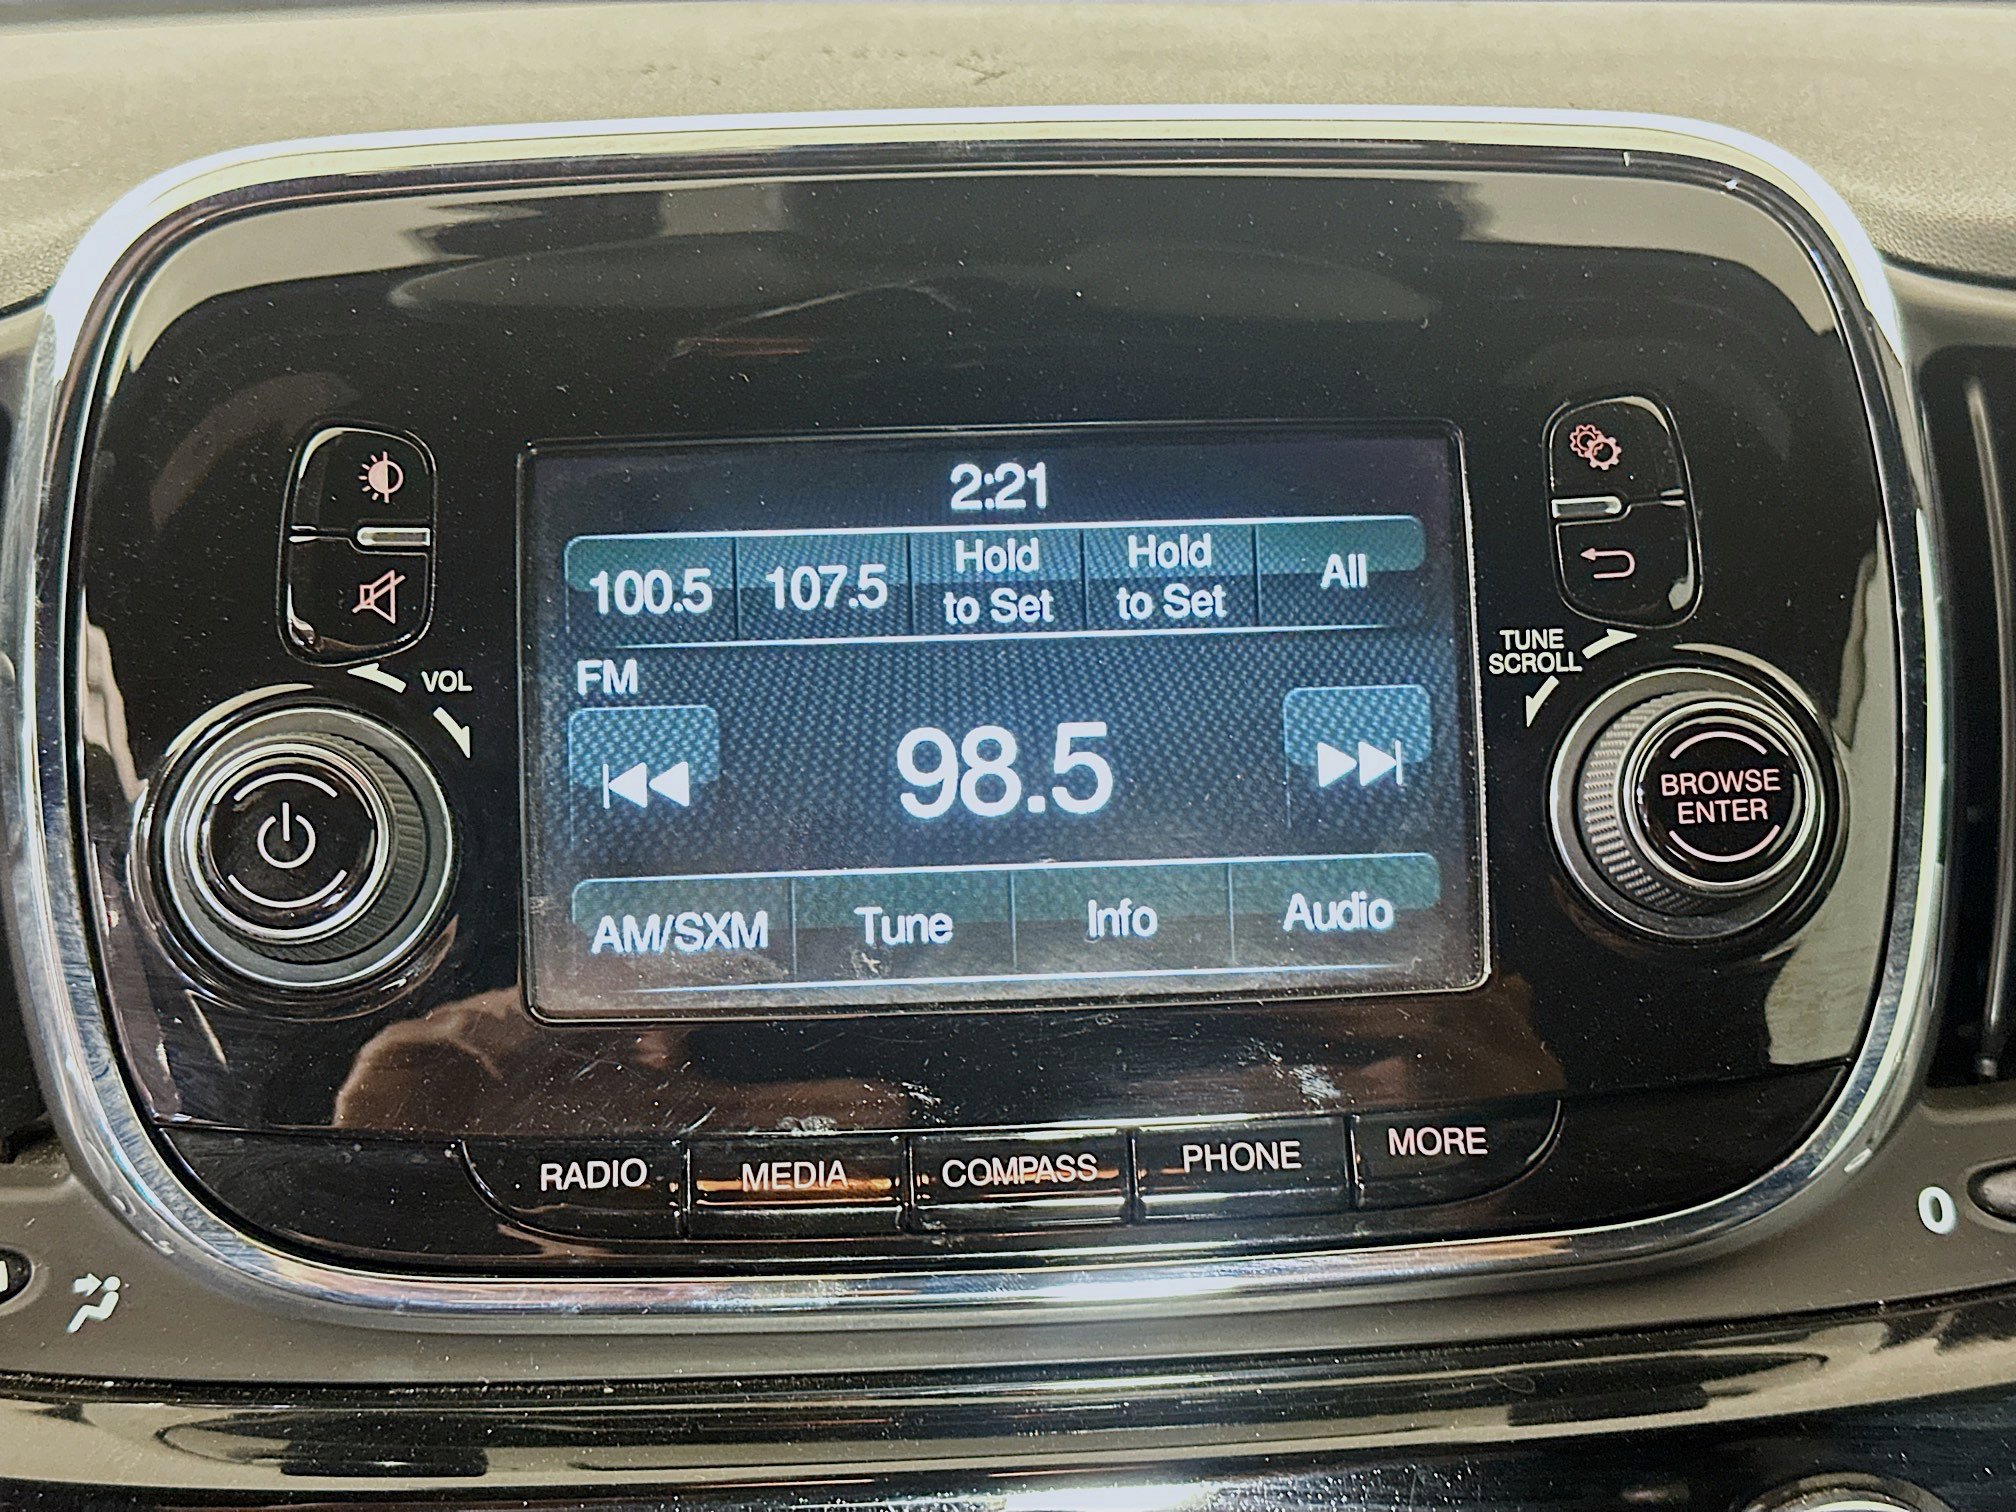 2:21
100.5 107.5 Hold to Set Hold to Set All
VOL
TUNE
SCROLL
FM
98.5
BROWSE
ENTER
AM/SXM Tune Info Audio
RADIO MEDIA COMPASS PHONE MORE
0